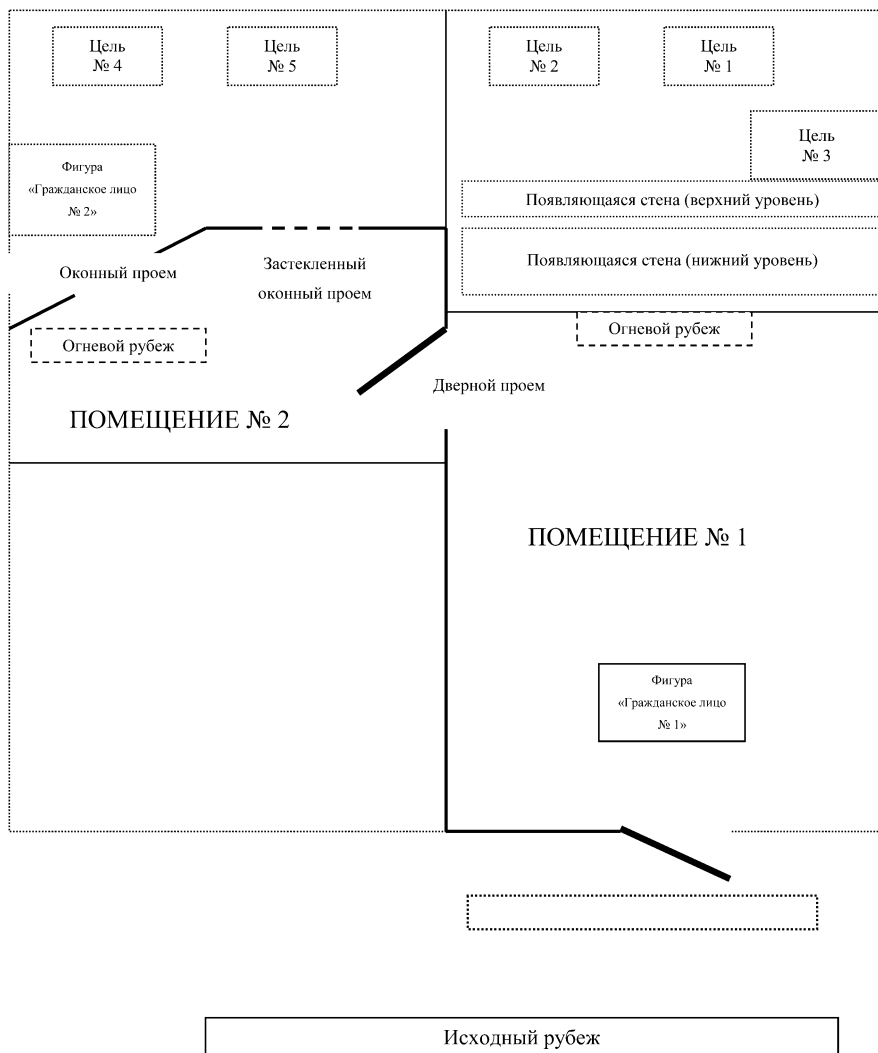 Цель
№ 4
Цель
№ 5
Цель
№ 2
Цель
№ 1
Цель
№ 3
Фигура
«Гражданское лицо
№ 2»
Появляющаяся стена (верхний уровень)
Появляющаяся стена (нижний уровень)
Оконный проем
Застекленный
оконный проем
Огневой рубеж
Огневой рубеж
Дверной проем
ПОМЕЩЕНИЕ № 2
ПОМЕЩЕНИЕ № 1
Фигура
«Гражданское лицо
№ 1»
Исходный рубеж